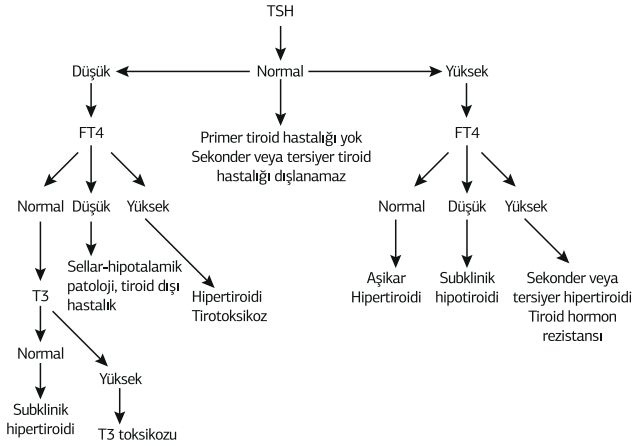 TSH
Düşük
Normal
Yüksek
FT4
Primer tiroid hastalığı yok
Sekonder veya tersiyer tiroid
hastalığı dışlanamaz
FT4
Normal
Düşük
Yüksek
Normal
Düşük
Yüksek
Sellar-hipotalamik
patoloji, tiroid dışı
hastalık
Hipertiroidi
Tirotoksikoz
Aşikar
Hipertiroidi
Subklinik
hipotiroidi
Sekonder veya
tersiyer hipertiroidi
Tiroid hormon
rezistansı
T3
Normal
Yüksek
Subklinik
hipertiroidi
T3 toksikozu